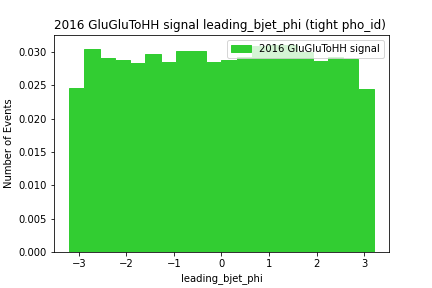 2016 GluGluToHH signal leading_bjet_phi (tight pho_id)
2016 GluGluToHH signal
Number of Events
0.030
0.025
0.020
0.015
0.010
0.005
0.000
−3 −2 −1 0 1 2 3
leading_bjet_phi